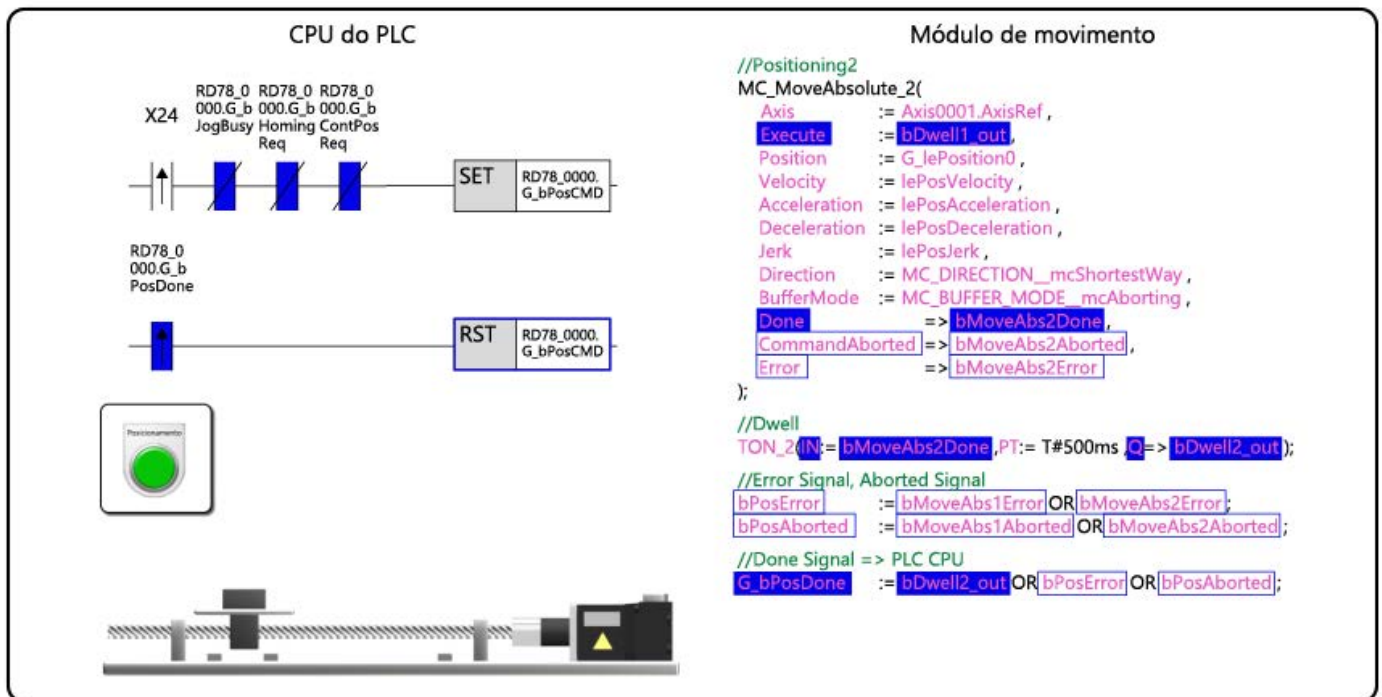 CPU do PLC
X24
RD78_0
000.G_b
JogBusy
RD78_0
000.G_b
Homing
Req
RD78_0
000.G_b
ContPos
Req
SET
RD78_0000.
G_bPosCMD
RD78_0
000.G_b
PosDone
RST
RD78_0000.
G_bPosCMD
Posicionamento
Módulo de movimento
//Positioning2
MC_MoveAbsolute_2(
Axis := Axis0001.AxisRef ,
Execute := bDwell1_out ,
Position := G_lePosition0 ,
Velocity := lePosVelocity ,
Acceleration := lePosAcceleration ,
Deceleration := lePosDeceleration ,
Jerk := lePosJerk ,
Direction := MC_DIRECTION__mcShortestWay ,
BufferMode := MC_BUFFER_MODE__mcAborting ,
Done => bMoveAbs2Done ,
CommandAborted => bMoveAbs2Aborted ,
Error => bMoveAbs2Error
);
//Dwell
TON_2(IN:= bMoveAbs2Done ,PT:= T#500ms ,Q=> bDwell2_out );
//Error Signal, Aborted Signal
bPosError := bMoveAbs1Error OR bMoveAbs2Error ;
bPosAborted := bMoveAbs1Aborted OR bMoveAbs2Aborted ;
//Done Signal => PLC CPU
G_bPosDone := bDwell2_out OR bPosError OR bPosAborted ;